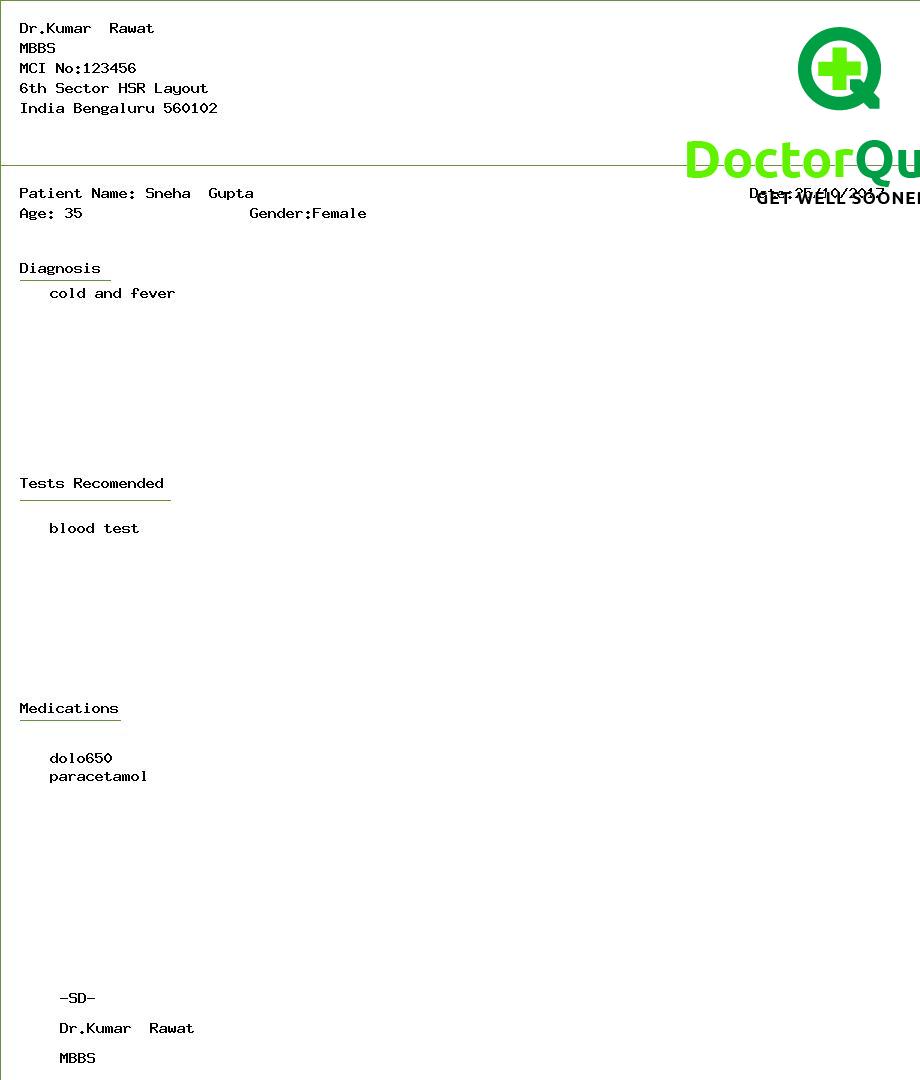 Dr.Kumar  Rawat
MBBS
MCI No:123456
6th Sector HSR Layout
India Bengaluru 560102
DoctorQu
Patient Name: Sneha  Gupta
Date:25/10/2017
GET WELL SOONE
Age: 35 Gender:Female
Diagnosis
cold and fever
Tests Recomended
blood test
Medications
dolo650
paracetamol
-SD-
Dr.Kumar  Rawat
MBBS